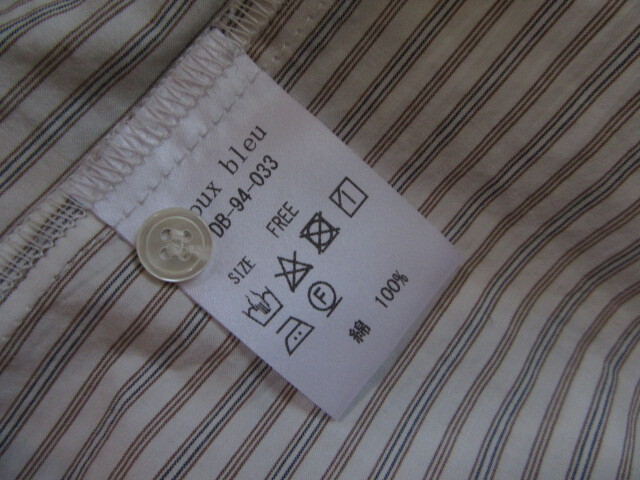 oux bleu
DB-94-033
SIZE FREE
F
綿 100%